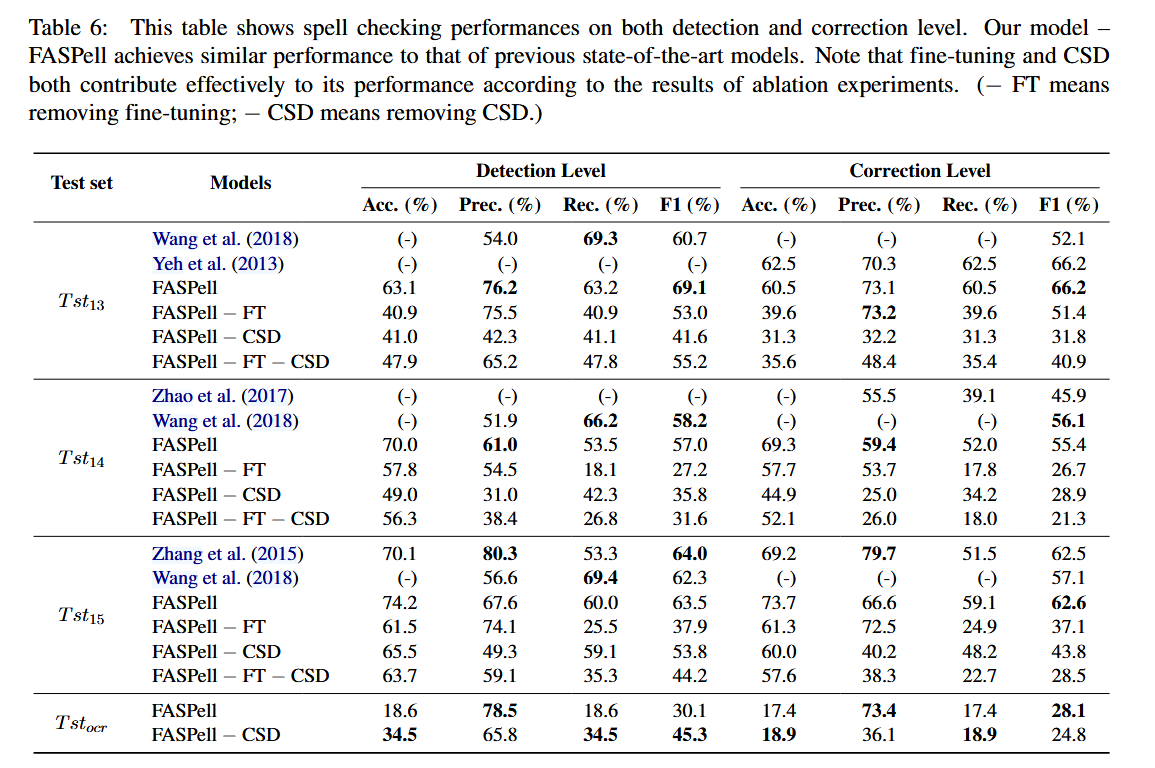 Table 6: This table shows spell checking performances on both detection and correction level. Our model –
FASPell achieves similar performance to that of previous state-of-the-art models. Note that fine-tuning and CSD
both contribute effectively to its performance according to the results of ablation experiments. (− FT means
removing fine-tuning; − CSD means removing CSD.)
Test set Models Detection Level Correction Level
Acc. (%) Prec. (%) Rec. (%) F1 (%) Acc. (%) Prec. (%) Rec. (%) F1 (%)
Tst13
Wang et al. (2018) (-) 54.0 69.3 60.7 (-) (-) (-) 52.1
Yeh et al. (2013) (-) (-) (-) (-) 62.5 70.3 62.5 66.2
FASPell 63.1 76.2 63.2 69.1 60.5 73.1 60.5 66.2
FASPell − FT 40.9 75.5 40.9 53.0 39.6 73.2 39.6 51.4
FASPell − CSD 41.0 42.3 41.1 41.6 31.3 32.2 31.3 31.8
FASPell − FT − CSD 47.9 65.2 47.8 55.2 35.6 48.4 35.4 40.9
Tst14
Zhao et al. (2017) (-) (-) (-) (-) (-) 55.5 39.1 45.9
Wang et al. (2018) (-) 51.9 66.2 58.2 (-) (-) (-) 56.1
FASPell 70.0 61.0 53.5 57.0 69.3 59.4 52.0 55.4
FASPell − FT 57.8 54.5 18.1 27.2 57.7 53.7 17.8 26.7
FASPell − CSD 49.0 31.0 42.3 35.8 44.9 25.0 34.2 28.9
FASPell − FT − CSD 56.3 38.4 26.8 31.6 52.1 26.0 18.0 21.3
Tst15
Zhang et al. (2015) 70.1 80.3 53.3 64.0 69.2 79.7 51.5 62.5
Wang et al. (2018) (-) 56.6 69.4 62.3 (-) (-) (-) 57.1
FASPell 74.2 67.6 60.0 63.5 73.7 66.6 59.1 62.6
FASPell − FT 61.5 74.1 25.5 37.9 61.3 72.5 24.9 37.1
FASPell − CSD 65.5 49.3 59.1 53.8 60.0 40.2 48.2 43.8
FASPell − FT − CSD 63.7 59.1 35.3 44.2 57.6 38.3 22.7 28.5
Tstocr
FASPell 18.6 78.5 18.6 30.1 17.4 73.4 17.4 28.1
FASPell − CSD 34.5 65.8 34.5 45.3 18.9 36.1 18.9 24.8